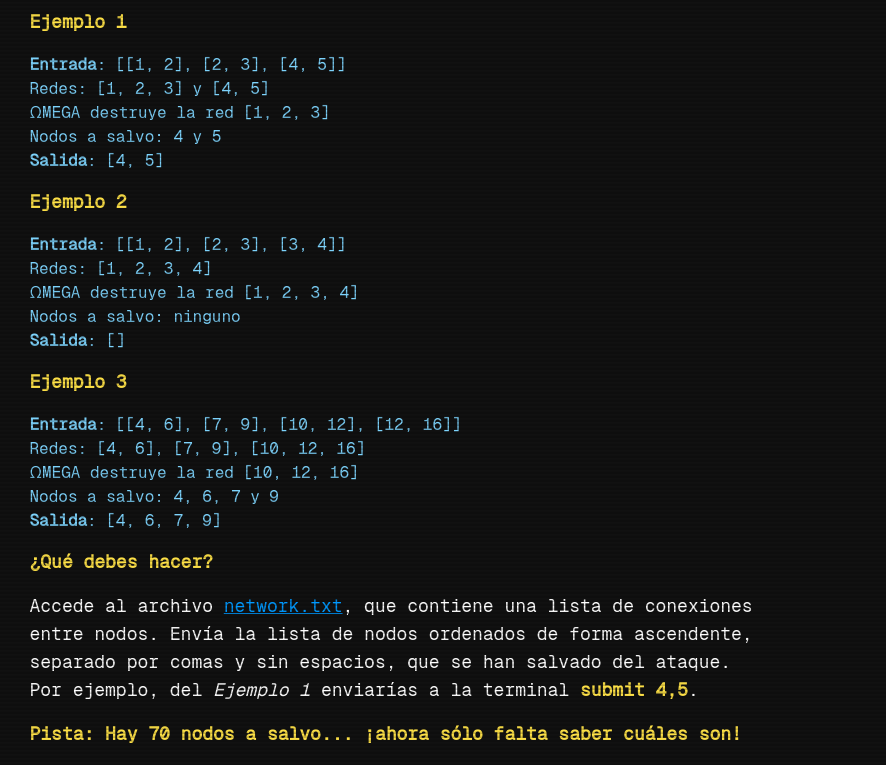 Ejemplo 1
Entrada: [[1, 2], [2, 3], [4, 5]]
Redes: [1, 2, 3] y [4, 5]
ΩMEGA destruye la red [1, 2, 3]
Nodos a salvo: 4 y 5
Salida: [4, 5]
Ejemplo 2
Entrada: [[1, 2], [2, 3], [3, 4]]
Redes: [1, 2, 3, 4]
ΩMEGA destruye la red [1, 2, 3, 4]
Nodos a salvo: ninguno
Salida: []
Ejemplo 3
Entrada: [[4, 6], [7, 9], [10, 12], [12, 16]]
Redes: [4, 6], [7, 9], [10, 12, 16]
ΩMEGA destruye la red [10, 12, 16]
Nodos a salvo: 4, 6, 7 y 9
Salida: [4, 6, 7, 9]
¿Qué debes hacer?
Accede al archivo network.txt, que contiene una lista de conexiones
entre nodos. Envía la lista de nodos ordenados de forma ascendente,
separado por comas y sin espacios, que se han salvado del ataque.
Por ejemplo, del Ejemplo 1 enviarías a la terminal submit 4,5.
Pista: Hay 70 nodos a salvo... ¡ahora sólo falta saber cuáles son!